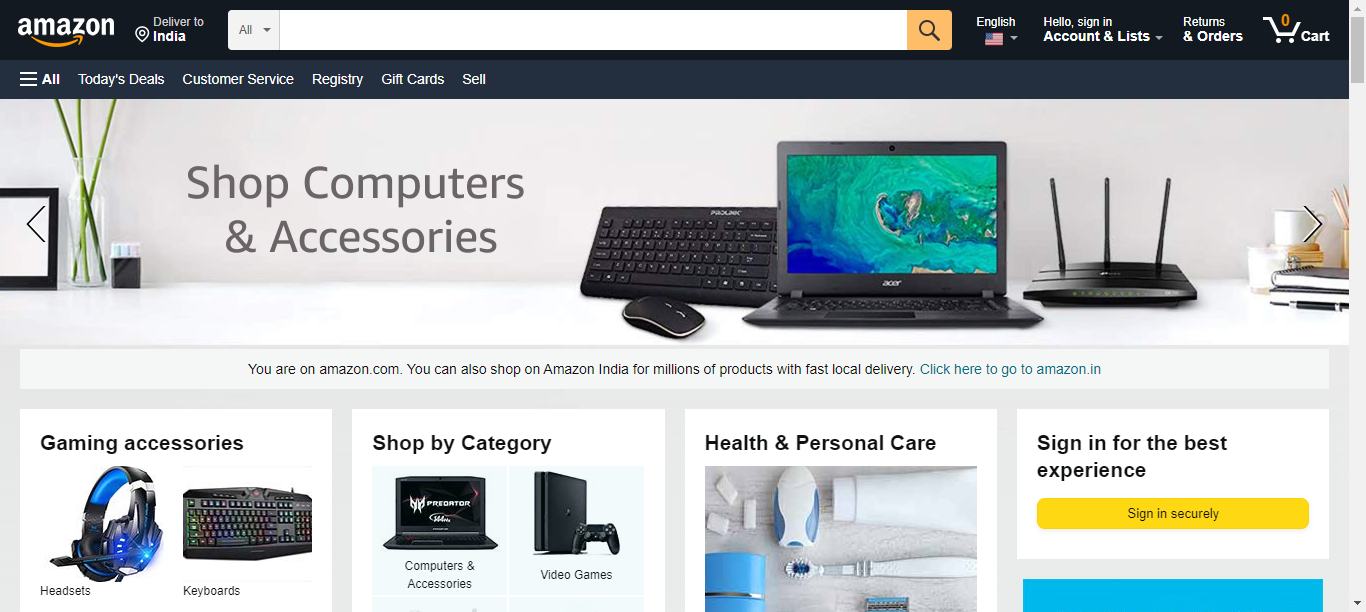 amazon
Deliver to
India
All
English
Hello, sign in
Account & Lists
Returns
& Orders
0
Cart
All
Today's Deals
Customer Service
Registry
Gift Cards
Sell
Shop Computers
& Accessories
PROLiNK
acer
You are on amazon.com. You can also shop on Amazon India for millions of products with fast local delivery. Click here to go to amazon.in
Gaming accessories
Headsets
Keyboards
Shop by Category
PREDATOR
Computers &
Accessories
Video Games
Health & Personal Care
Sign in for the best
experience
Sign in securely